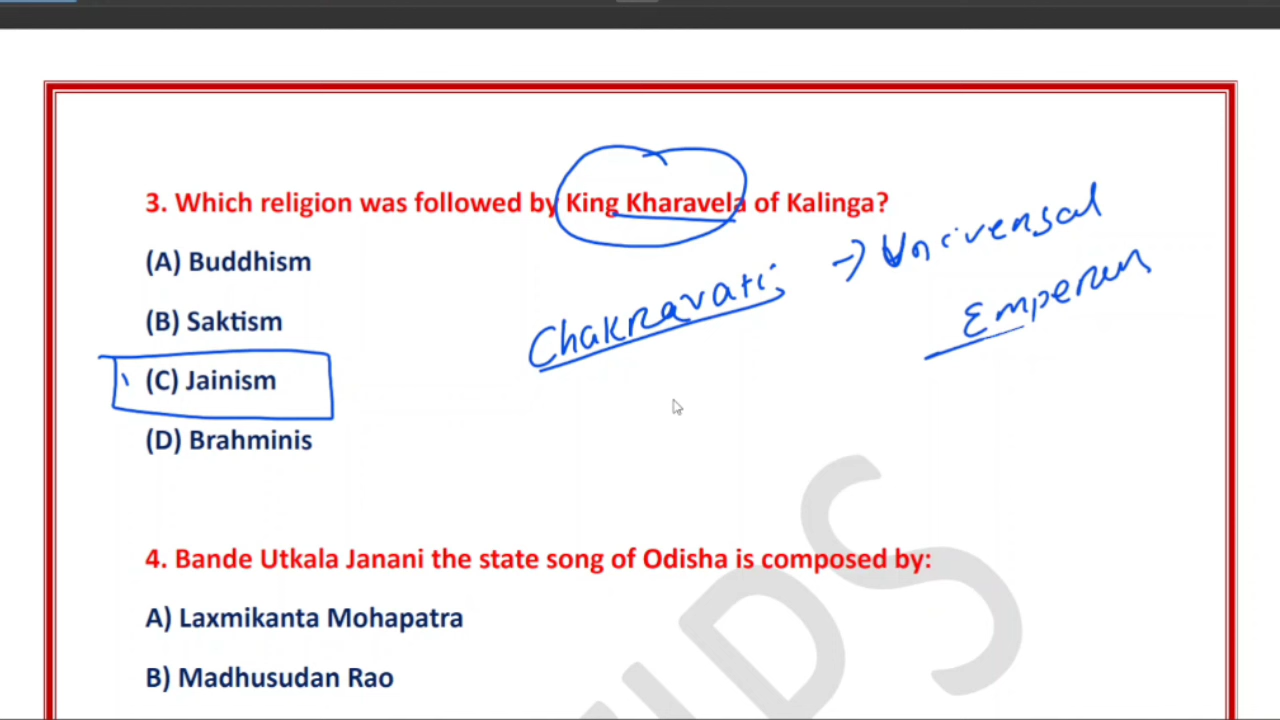 3. Which religion was followed by King Kharavela of Kalinga?
(A) Buddhism
(B) Saktism
(C) Jainism
(D) Brahminis
Chakravati → Universal
Emperor
4. Bande Utkala Janani the state song of Odisha is composed by:
A) Laxmikanta Mohapatra
B) Madhusudan Rao